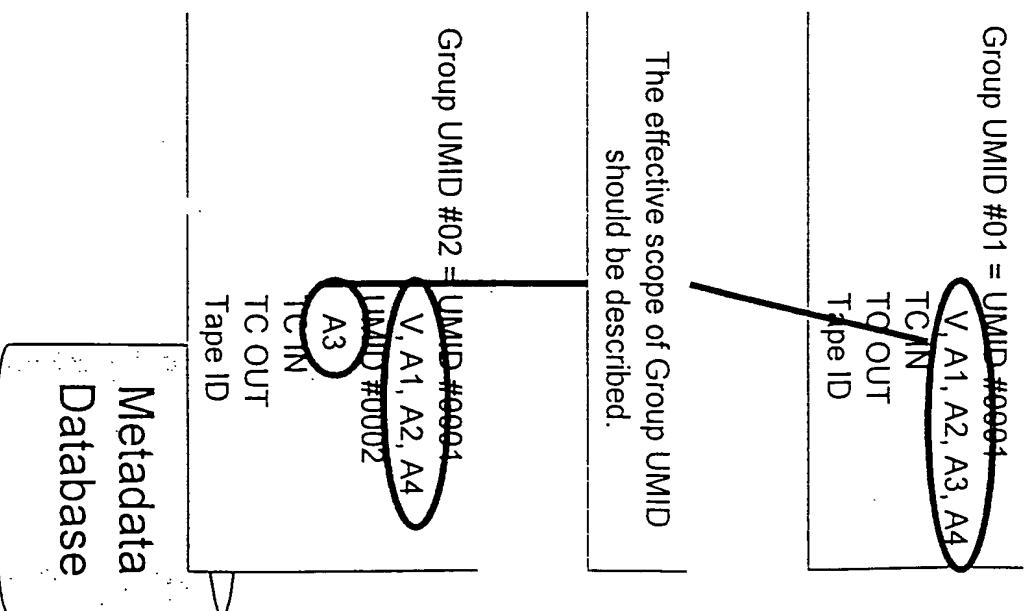 Group UMID #01 = UMID #0001
V, A1, A2, A3, A4
TC IN
TC OUT
Tape ID
The effective scope of Group UMID
should be described.
Group UMID #02 = UMID #0001
V, A1, A2, A4
UMID #0002
A3
TC IN
TC OUT
Tape ID
Metadata
Database